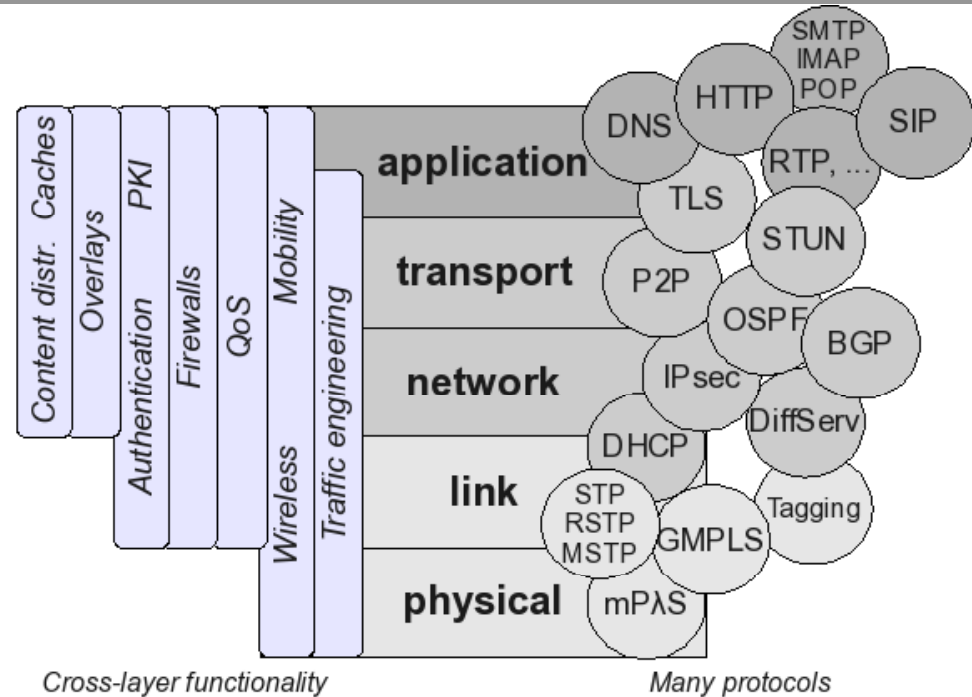 Content distr. Caches
Overlays
Authentication PKI
Firewalls
QoS
Wireless Mobility
Traffic engineering
application
transport
network
link
physical
SMTP
IMAP
POP
HTTP
DNS
SIP
RTP, ...
TLS
STUN
P2P
OSPF
BGP
IPsec
DiffServ
DHCP
STP
RSTP
MSTP
GMPLS
Tagging
mPλS
Cross-layer functionality
Many protocols